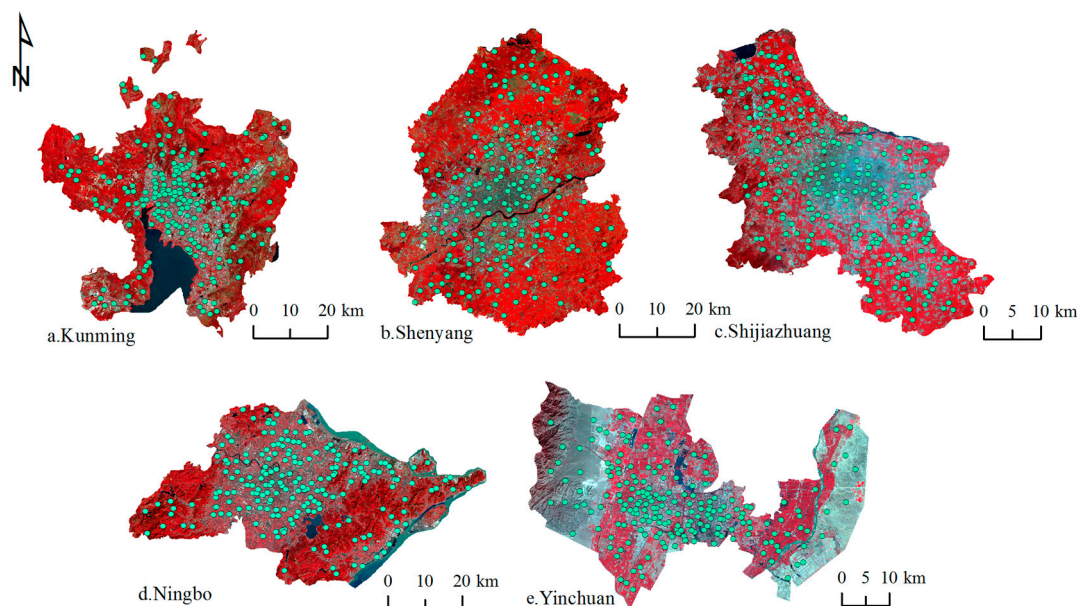 N
0 10 20 km
a.Kunming
0 10 20 km
b.Shenyang
0 5 10 km
c.Shijiazhuang
0 10 20 km
d.Ningbo
0 5 10 km
e.Yinchuan